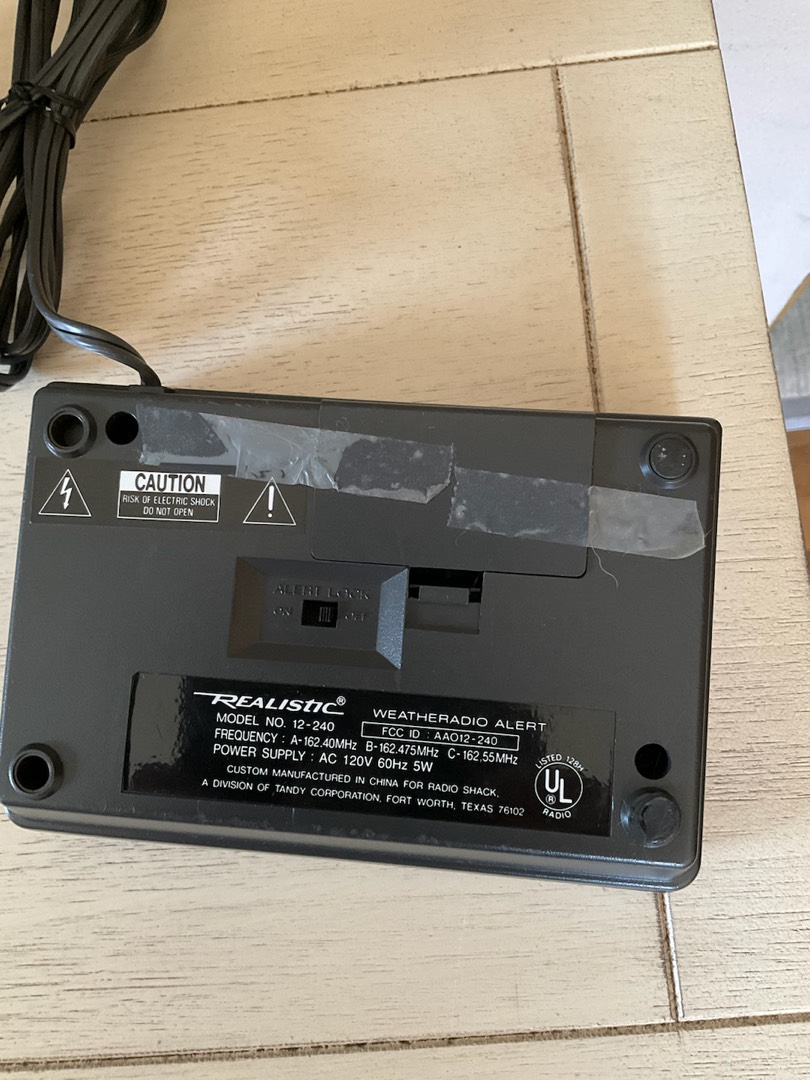 CAUTION
RISK OF ELECTRIC SHOCK
DO NOT OPEN
ALERT LOCK
ON OFF
REALISTIC®
WEATHERADIO ALERT
MODEL NO. 12-240
FCC ID : AAO12-240
FREQUENCY : A-162.40MHz B-162.475MHz C-162.55MHz
POWER SUPPLY : AC 120V 60Hz 5W
CUSTOM MANUFACTURED IN CHINA FOR RADIO SHACK,
A DIVISION OF TANDY CORPORATION, FORT WORTH, TEXAS 76102
LISTED 128H
UL®
RADIO